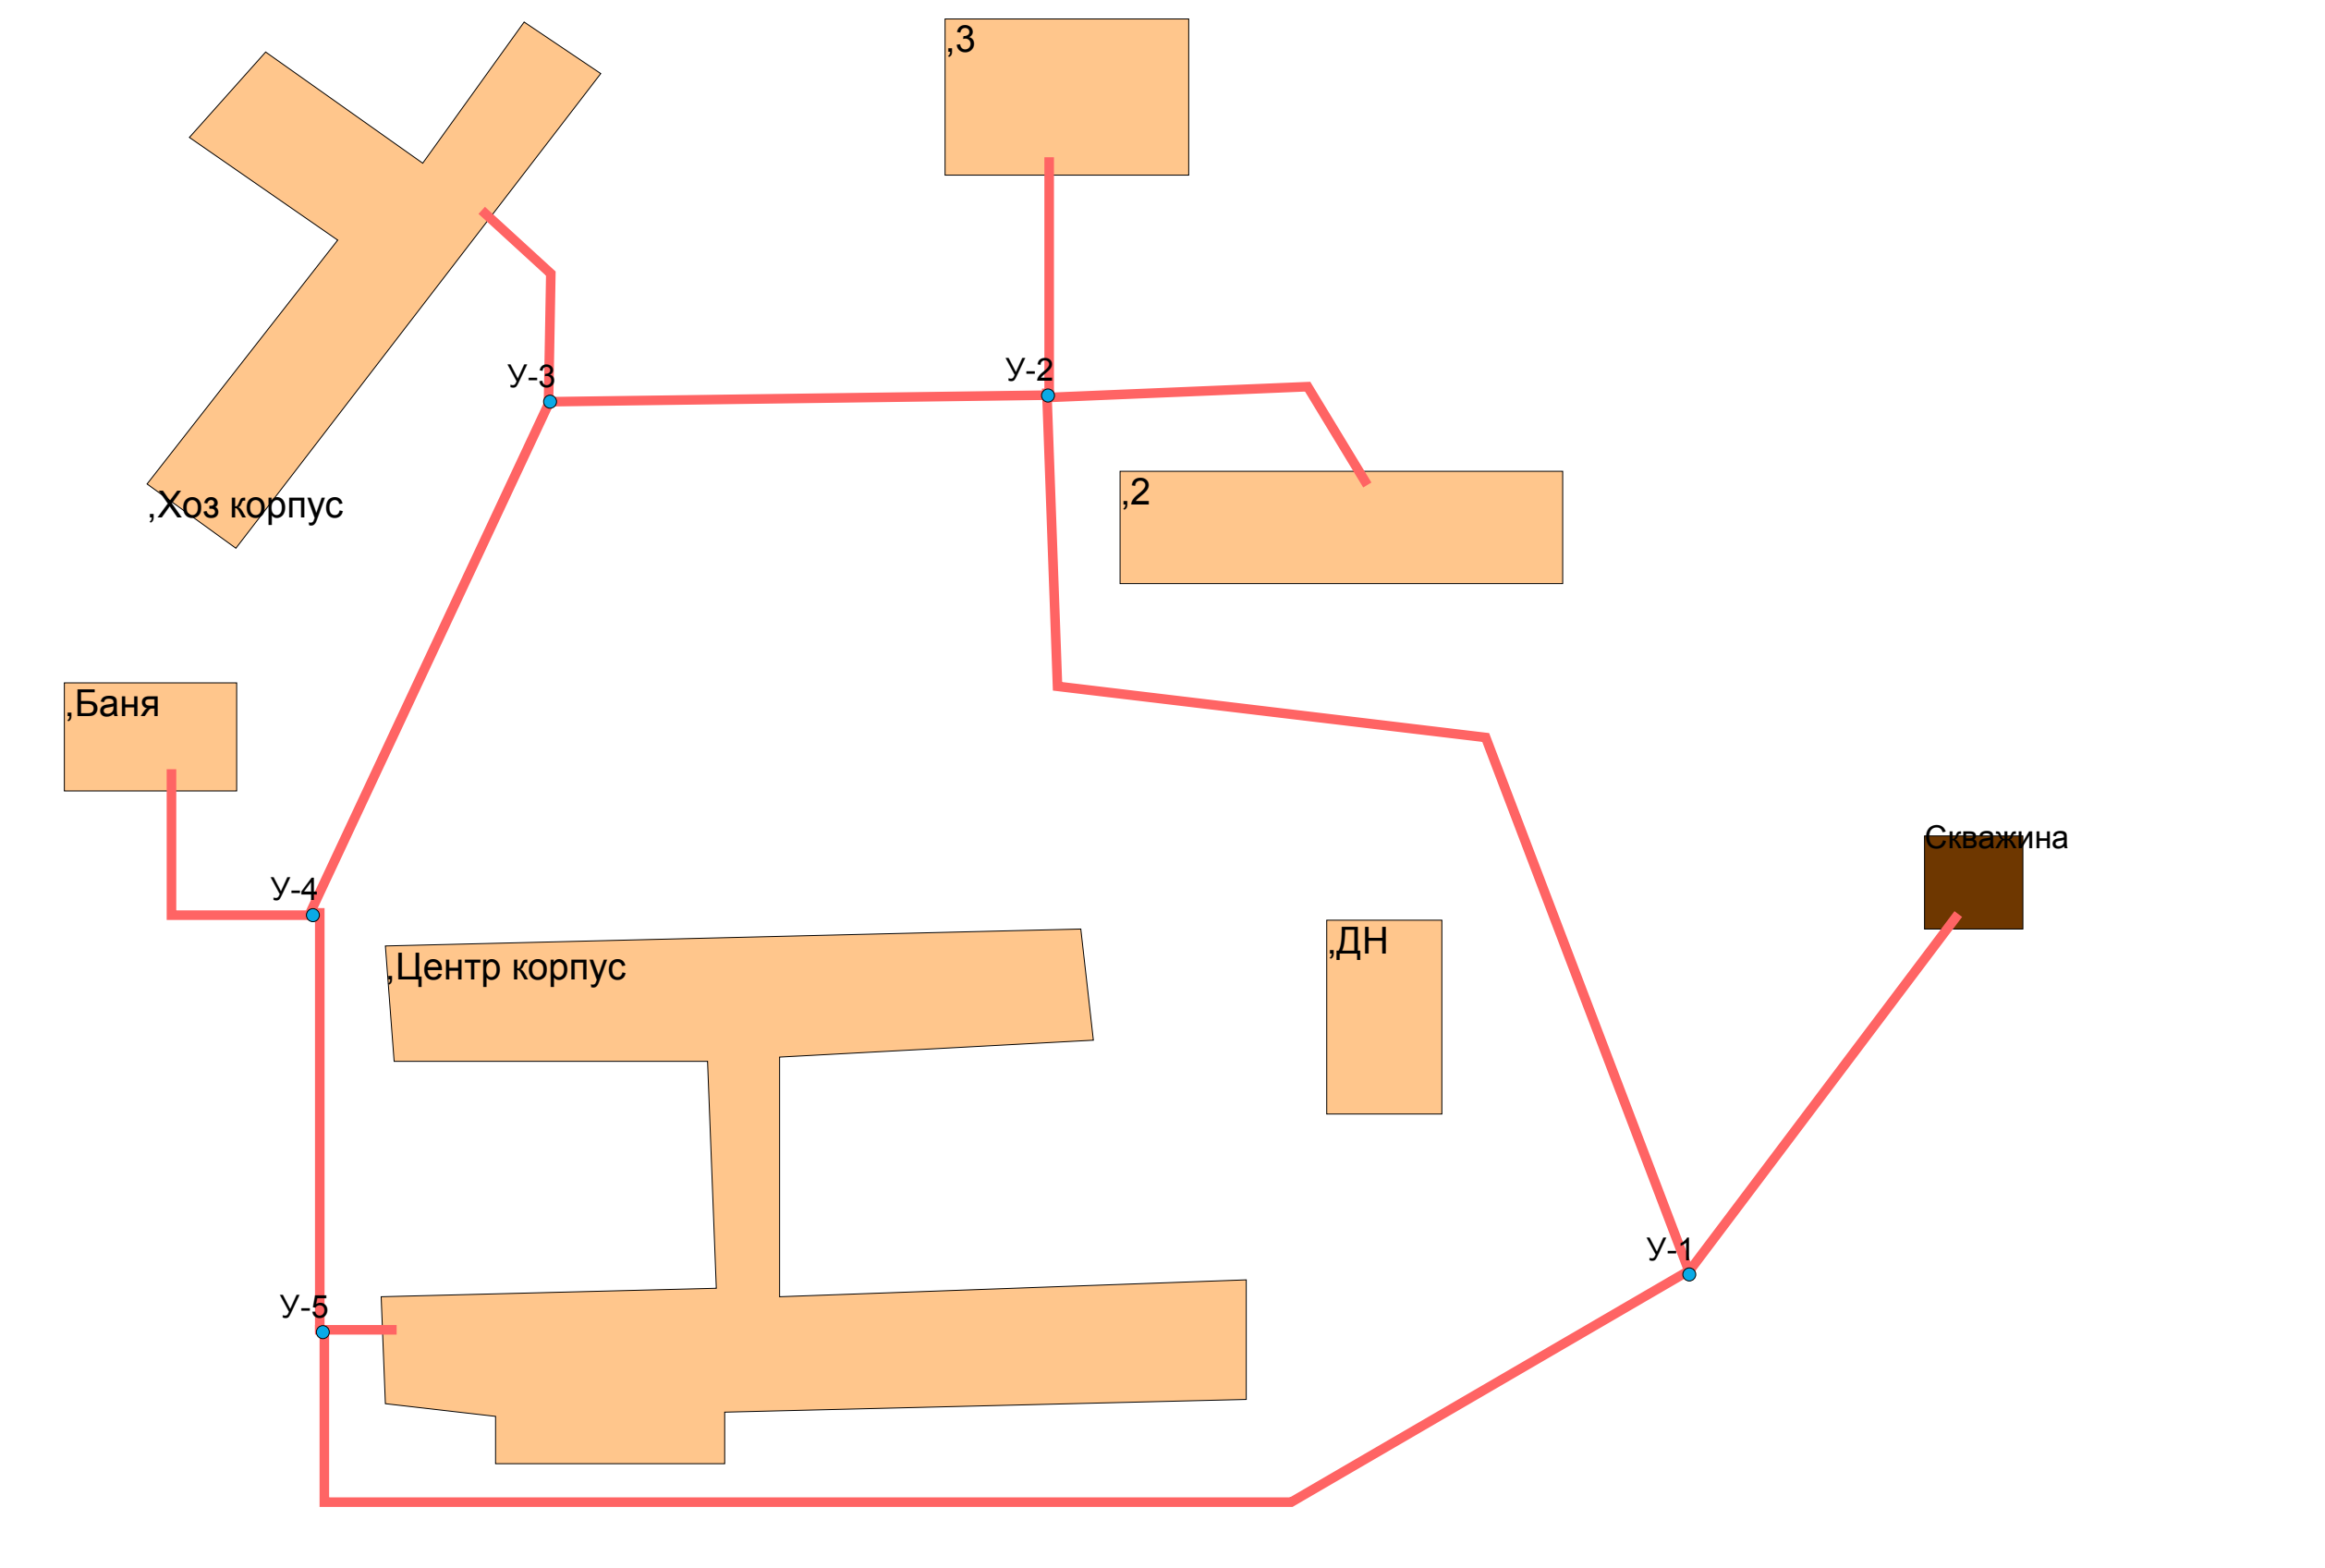 ,3
У-3
У-2
,2
,Хоз корпус
,Баня
Скважина
У-4
,ДН
,Центр корпус
У-1
У-5